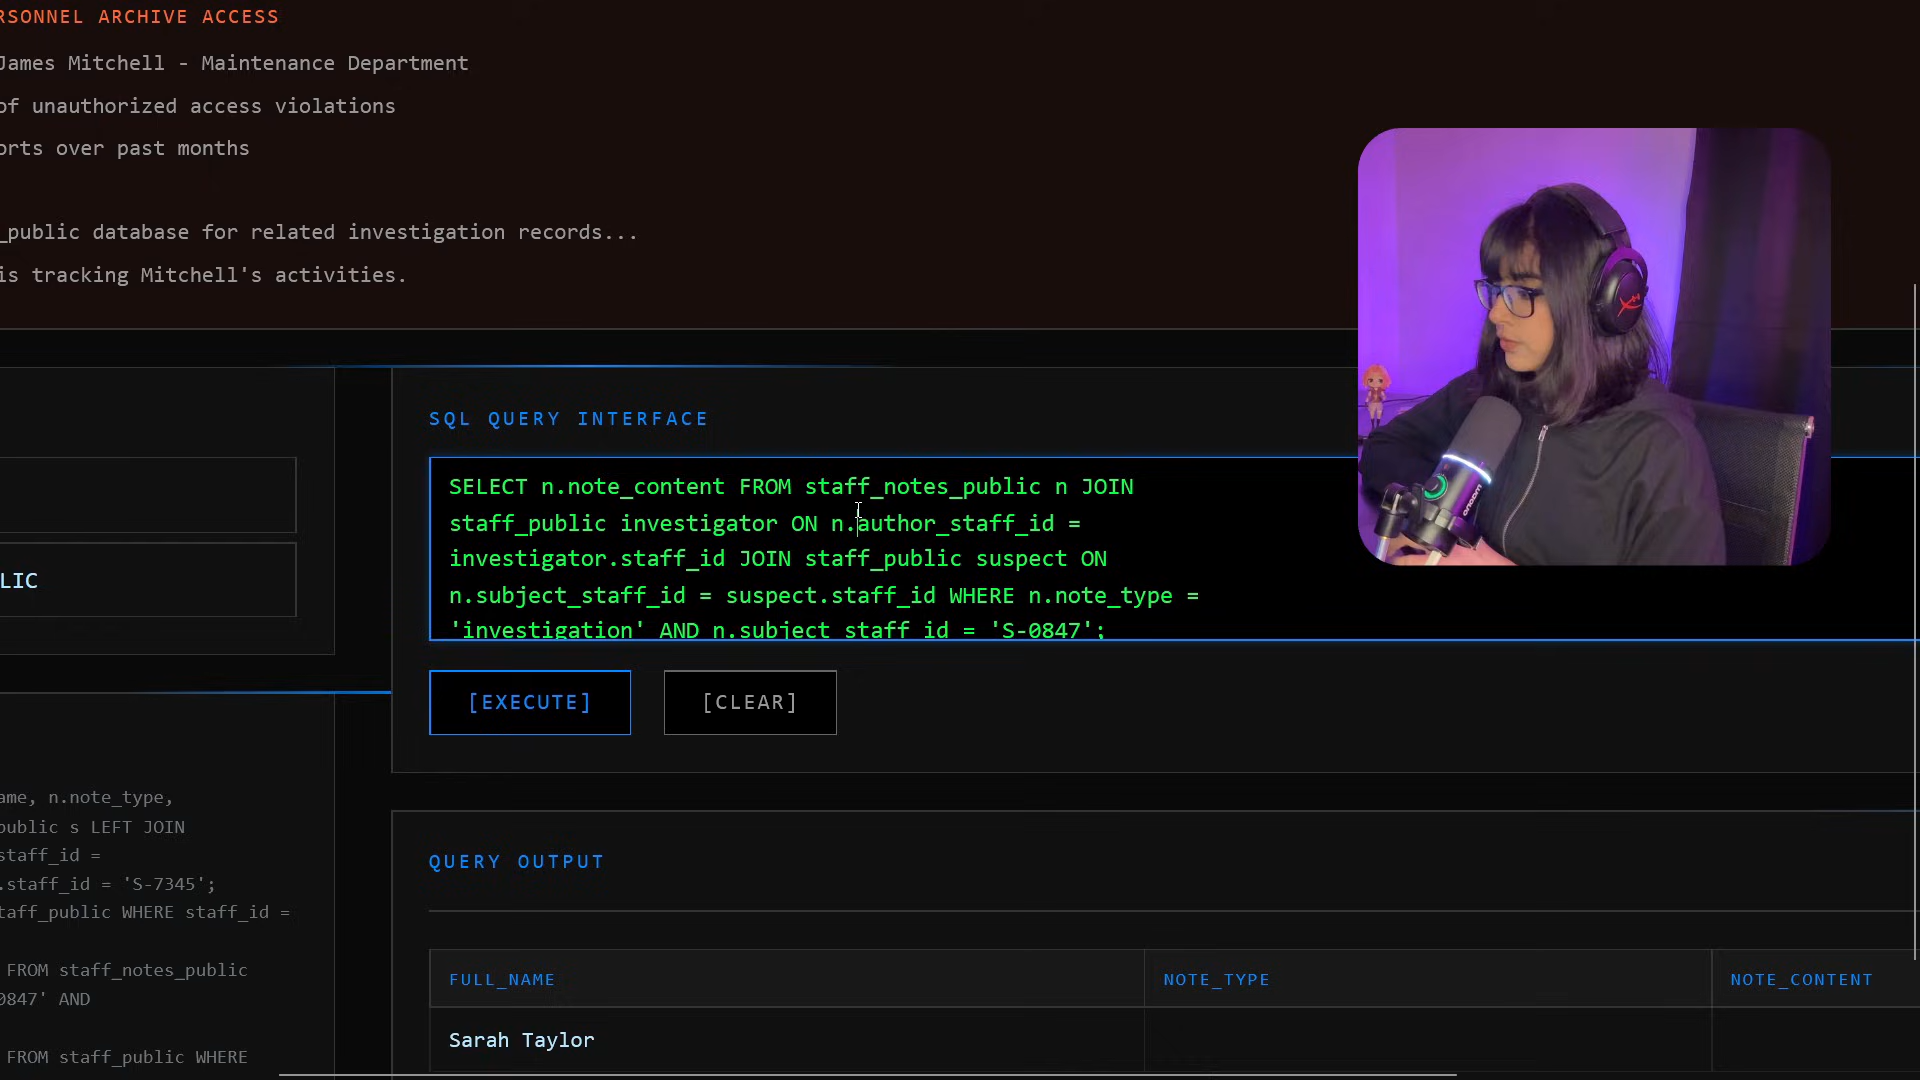 RSONNEL ARCHIVE ACCESS
James Mitchell - Maintenance Department
of unauthorized access violations
orts over past months
_public database for related investigation records...
is tracking Mitchell's activities.
LIC
ame, n.note_type,
public s LEFT JOIN
staff_id =
.staff_id = 'S-7345';
taff_public WHERE staff_id =
FROM staff_notes_public
0847' AND
FROM staff_public WHERE
SQL QUERY INTERFACE
SELECT n.note_content FROM staff_notes_public n JOIN
staff_public investigator ON n.author_staff_id =
investigator.staff_id JOIN staff_public suspect ON
n.subject_staff_id = suspect.staff_id WHERE n.note_type =
'investigation' AND n.subject_staff_id = 'S-0847';
[EXECUTE] [CLEAR]
QUERY OUTPUT
FULL_NAME NOTE_TYPE NOTE_CONTENT
Sarah Taylor